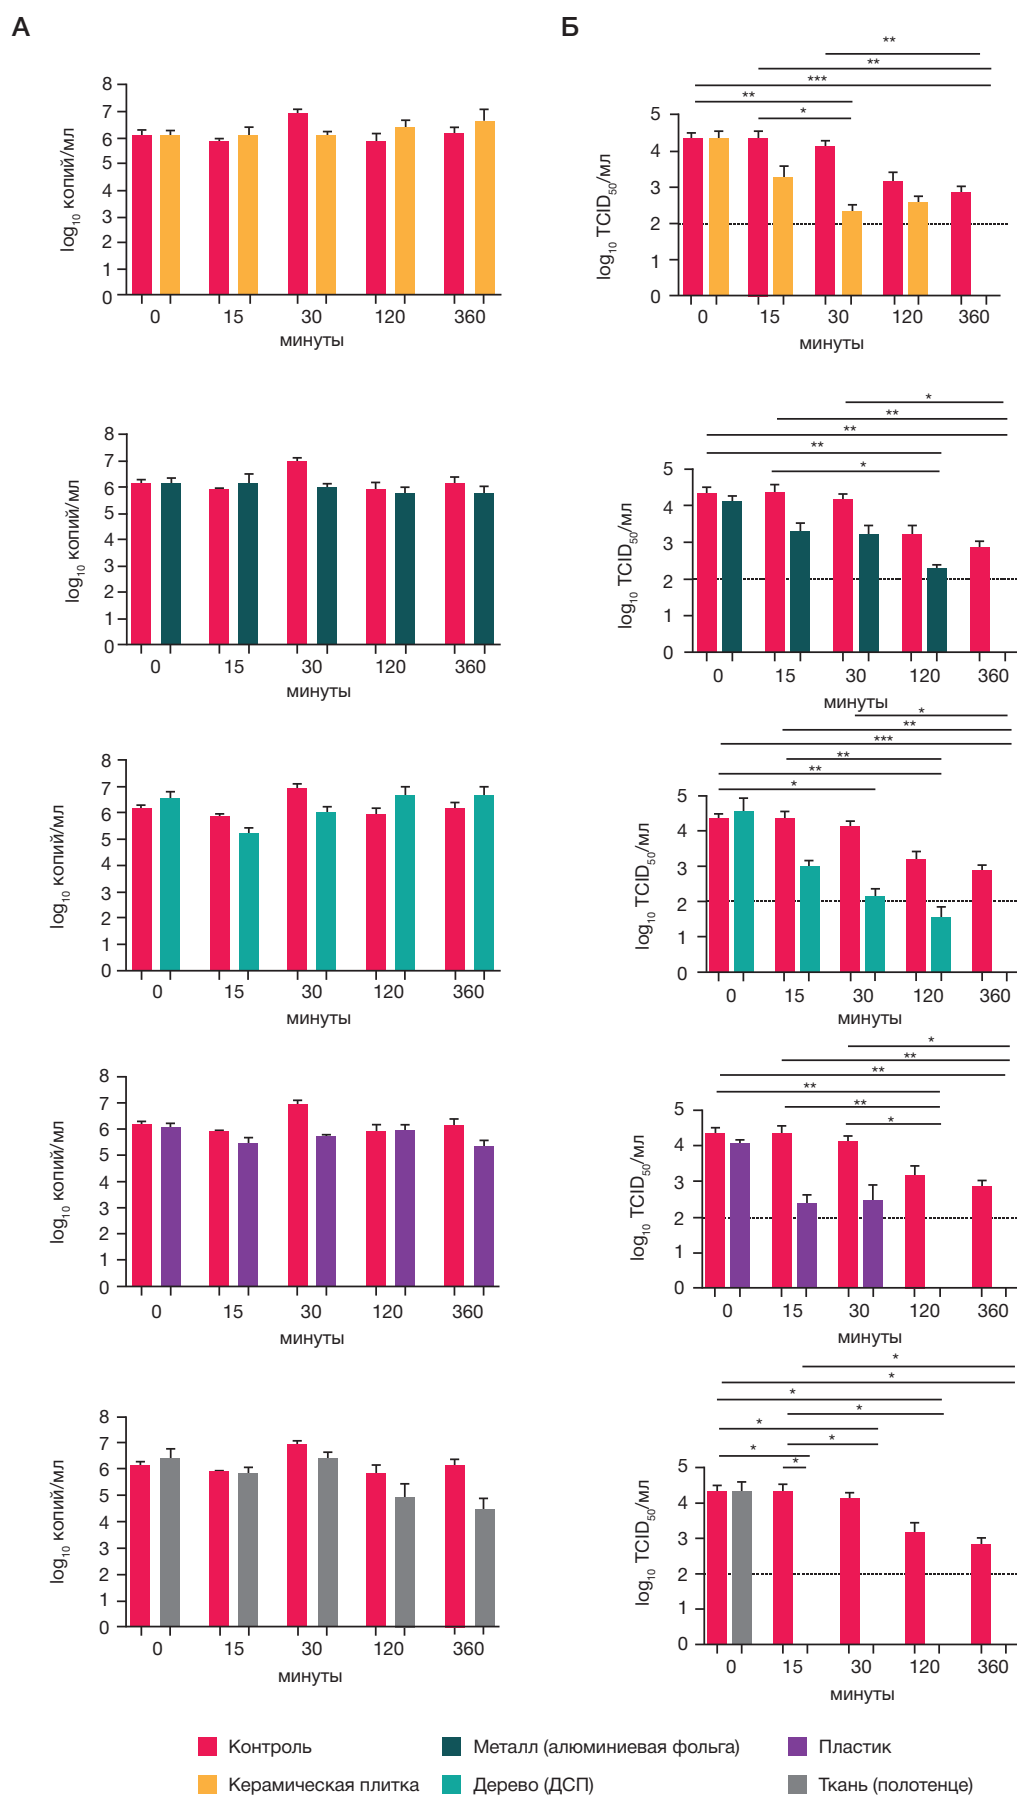 А
8
7
6
5
4
3
2
1
0
log10 копий/мл
0 15 30 120 360
минуты
Б
**
**
***
**
*
5
4
3
2
1
0
log10 TCID50/мл
0 15 30 120 360
минуты
8
7
6
5
4
3
2
1
0
log10 копий/мл
0 15 30 120 360
минуты
*
**
**
**
*
5
4
3
2
1
0
log10 TCID50/мл
0 15 30 120 360
минуты
8
7
6
5
4
3
2
1
0
log10 копий/мл
0 15 30 120 360
минуты
*
**
***
**
**
*
5
4
3
2
1
0
log10 TCID50/мл
0 15 30 120 360
минуты
8
7
6
5
4
3
2
1
0
log10 копий/мл
0 15 30 120 360
минуты
*
**
**
**
**
*
5
4
3
2
1
0
log10 TCID50/мл
0 15 30 120 360
минуты
8
7
6
5
4
3
2
1
0
log10 копий/мл
0 15 30 120 360
минуты
*
*
*
*
*
*
*
*
5
4
3
2
1
0
log10 TCID50/мл
0 15 30 120 360
минуты
Контроль
Металл (алюминиевая фольга)
Пластик
Керамическая плитка
Дерево (ДСП)
Ткань (полотенце)